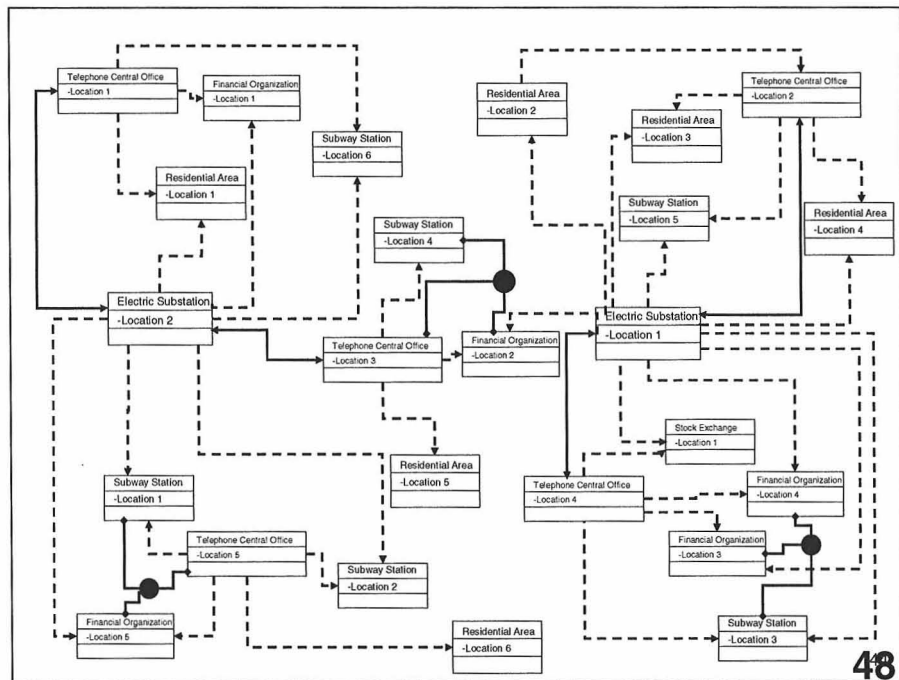 Telephone Central Office
-Location 1
Financial Organization
-Location 1
Subway Station
-Location 6
Residential Area
-Location 1
Subway Station
-Location 4
Electric Substation
-Location 2
Telephone Central Office
-Location 3
Financial Organization
-Location 2
Residential Area
-Location 5
Subway Station
-Location 1
Telephone Central Office
-Location 5
Subway Station
-Location 2
Financial Organization
-Location 5
Residential Area
-Location 6
Residential Area
-Location 2
Telephone Central Office
-Location 2
Residential Area
-Location 3
Subway Station
-Location 5
Residential Area
-Location 4
Electric Substation
-Location 1
Stock Exchange
-Location 1
Telephone Central Office
-Location 4
Financial Organization
-Location 4
Financial Organization
-Location 3
Subway Station
-Location 3
48